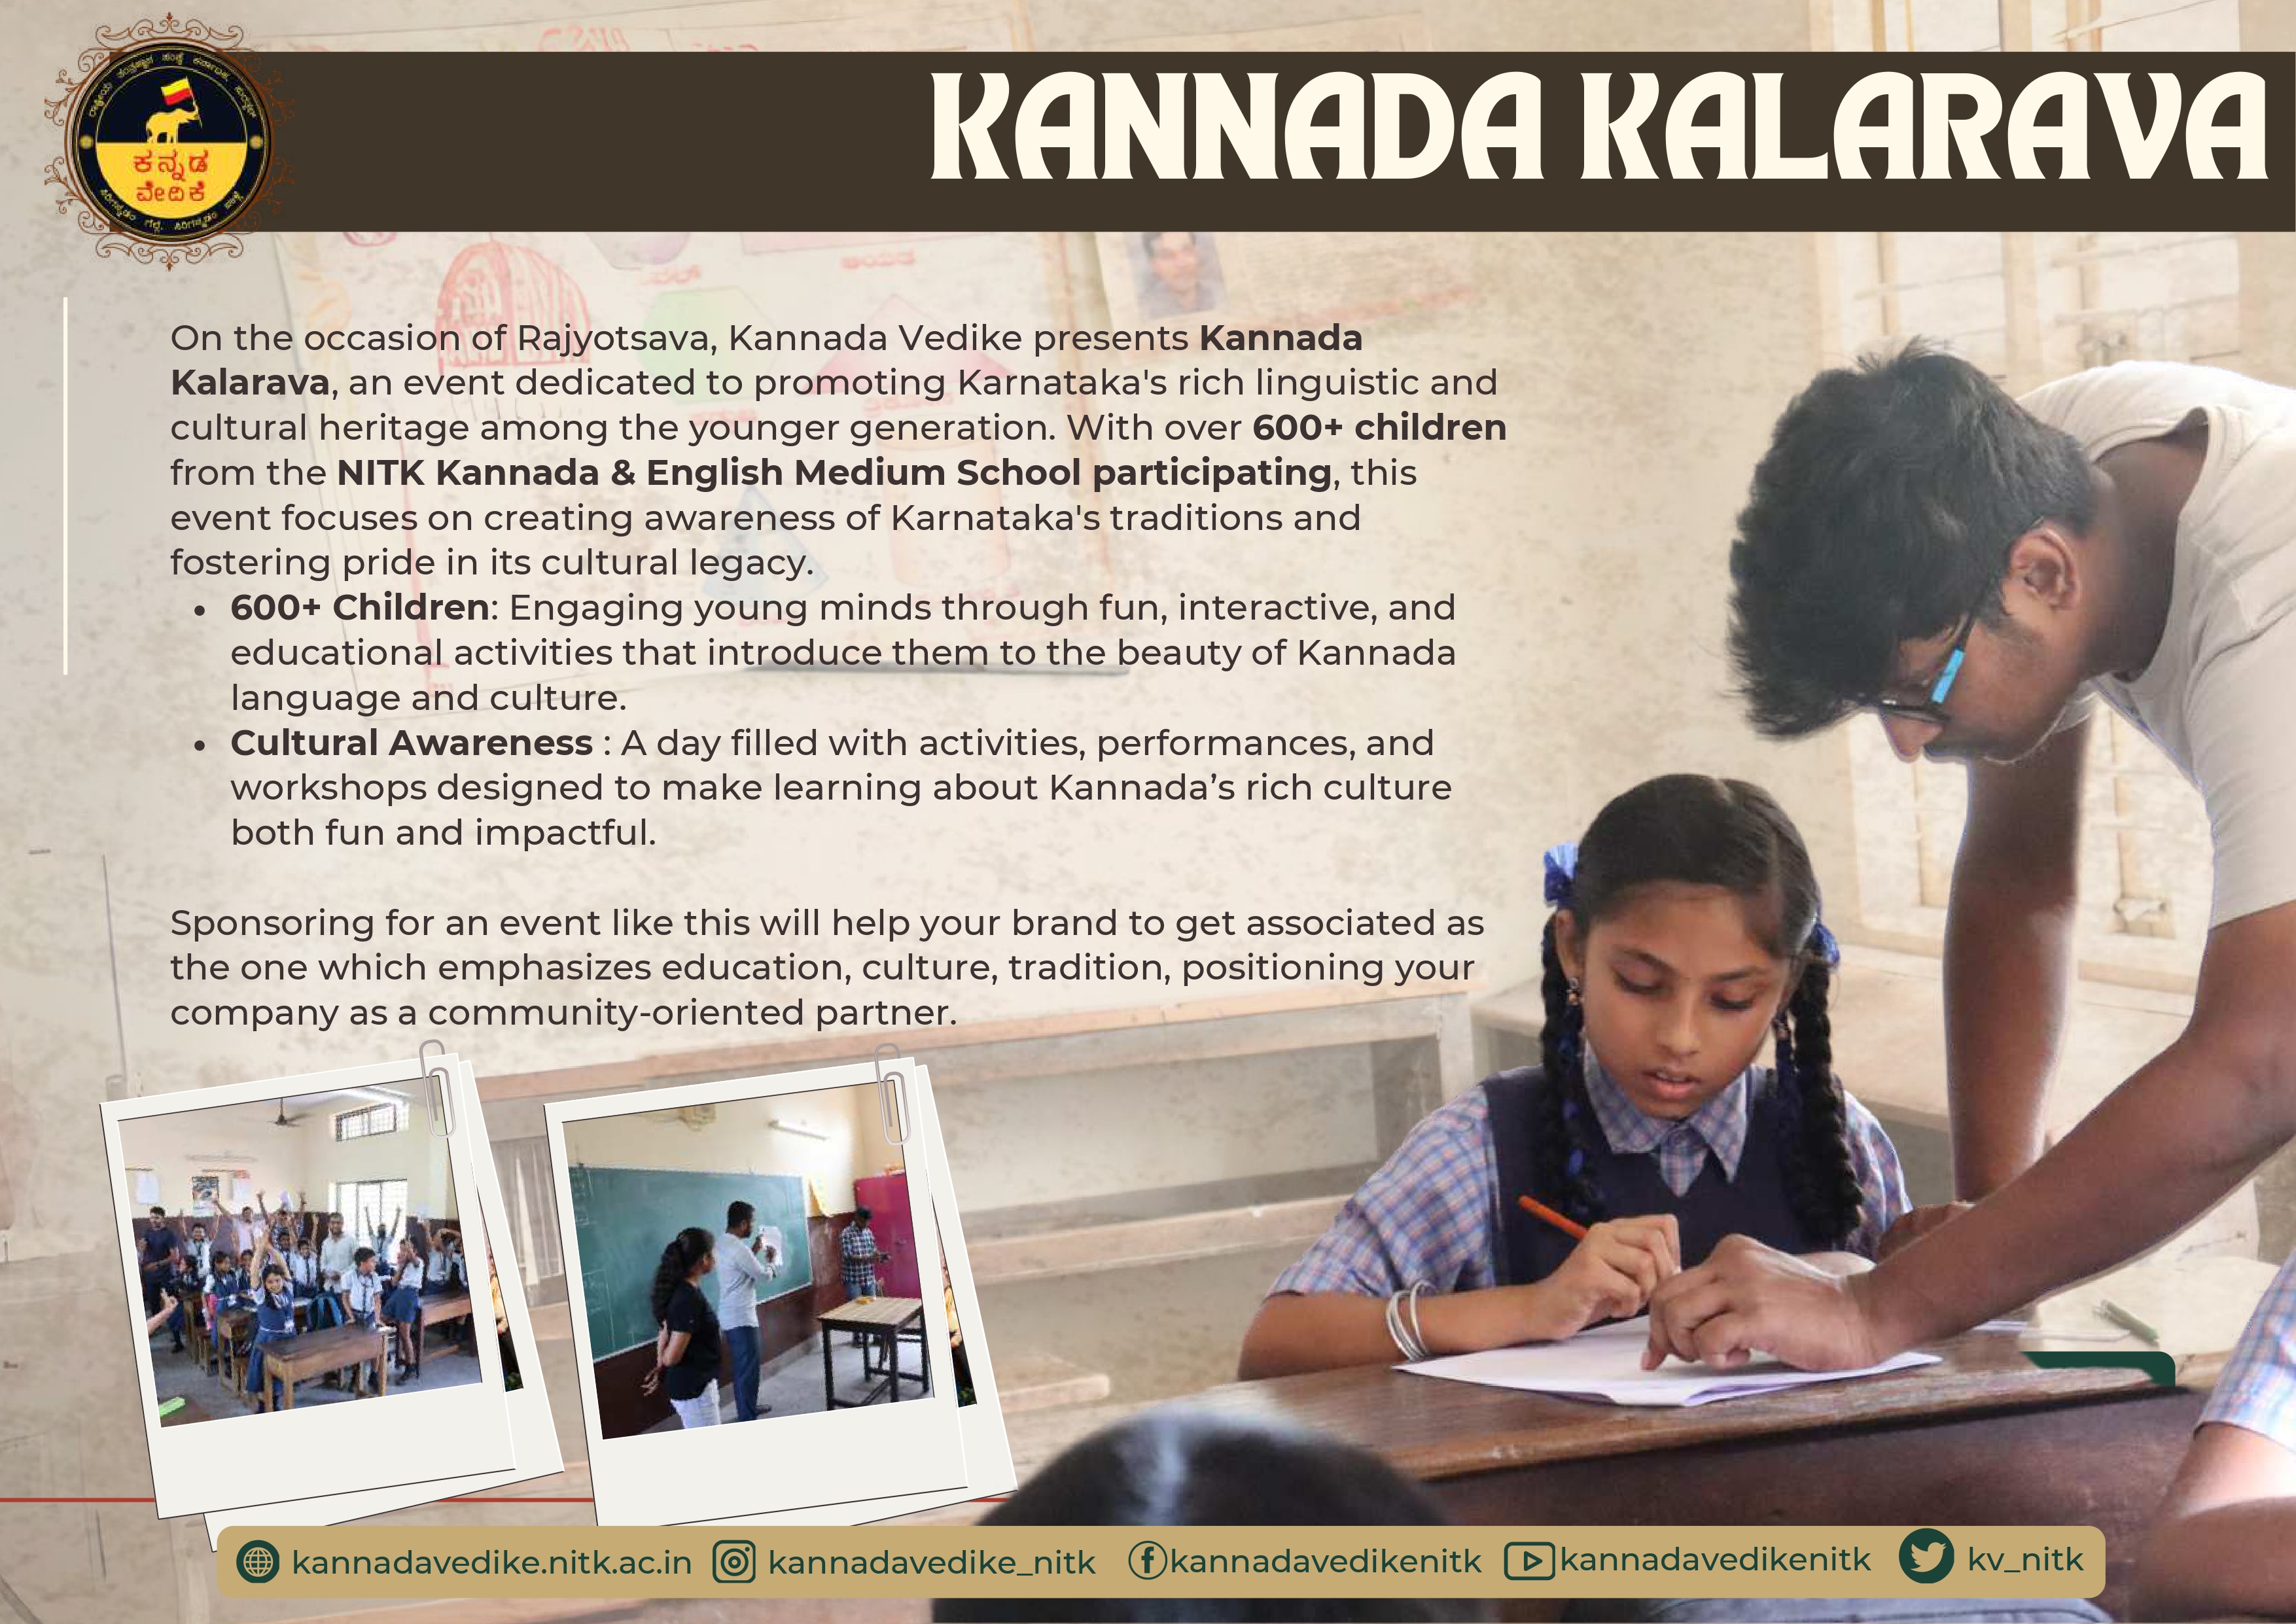 KANNADA KALARAVA
ಕನ್ನಡ
ವೇದಿಕೆ
On the occasion of Rajyotsava, Kannada Vedike presents Kannada
Kalarava, an event dedicated to promoting Karnataka's rich linguistic and
cultural heritage among the younger generation. With over 600+ children
from the NITK Kannada & English Medium School participating, this
event focuses on creating awareness of Karnataka's traditions and
fostering pride in its cultural legacy.
• 600+ Children: Engaging young minds through fun, interactive, and
educational activities that introduce them to the beauty of Kannada
language and culture.
• Cultural Awareness : A day filled with activities, performances, and
workshops designed to make learning about Kannada’s rich culture
both fun and impactful.
Sponsoring for an event like this will help your brand to get associated as
the one which emphasizes education, culture, tradition, positioning your
company as a community-oriented partner.
kannadavedike.nitk.ac.in kannadavedike_nitk kannadavedikenitk kannadavedikenitk kv_nitk